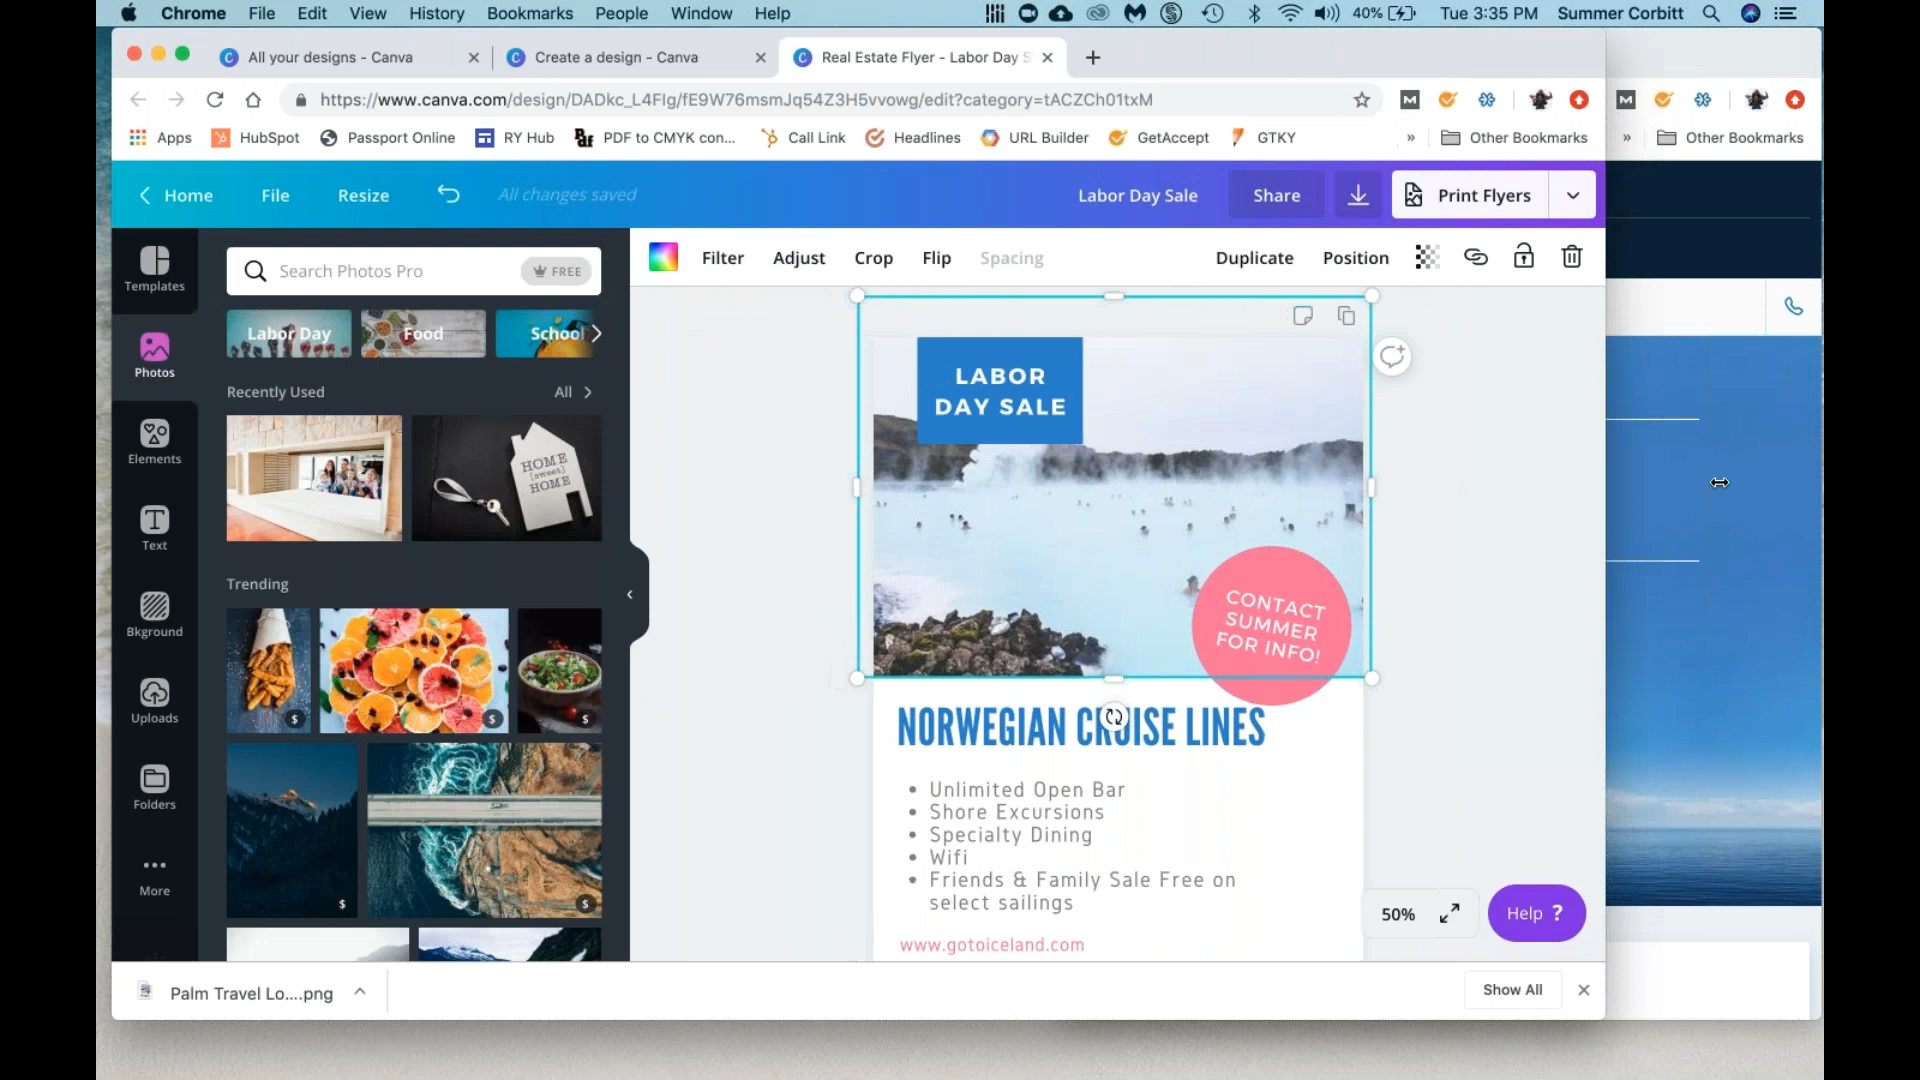 Chrome File Edit View History Bookmarks People Window Help 40% Tue 3:35 PM Summer Corbitt
All your designs - Canva Create a design - Canva Real Estate Flyer - Labor Day S
https://www.canva.com/design/DADkc_L4FIg/fE9W76msmJq54Z3H5vvowg/edit?category=tACZCh01txM
Apps HubSpot Passport Online RY Hub PDF to CMYK con... Call Link Headlines URL Builder GetAccept GTKY » Other Bookmarks » Other Bookmarks
Home File Resize All changes saved Labor Day Sale Share Print Flyers
Filter Adjust Crop Flip Spacing Duplicate Position
Templates
Photos
Elements
Text
Bkground
Uploads
Folders
More
Search Photos Pro FREE
Labor Day Food School
Recently Used All
HOME
[sweet]
HOME
Trending
$ $ $
$ $
LABOR
DAY SALE
CONTACT
SUMMER
FOR INFO!
NORWEGIAN CRUISE LINES
• Unlimited Open Bar
• Shore Excursions
• Specialty Dining
• Wifi
• Friends & Family Sale Free on
select sailings
www.gotoiceland.com
50% Help ?
Palm Travel Lo....png Show All